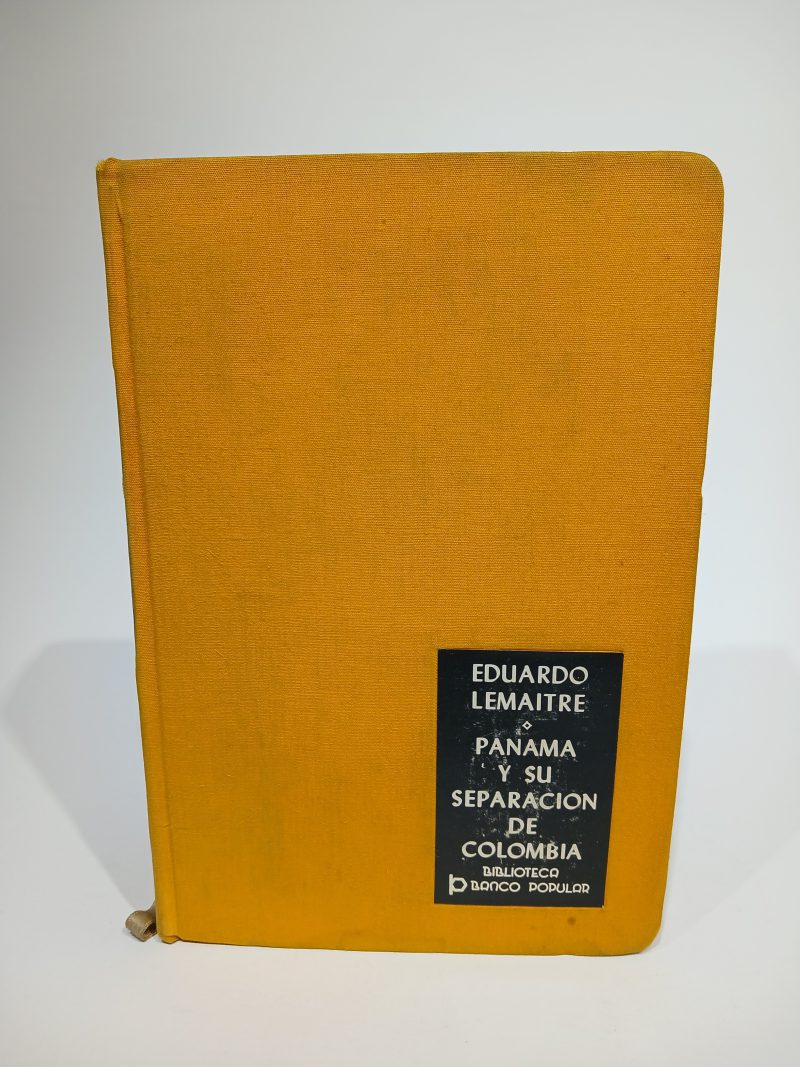 EDUARDO
LEMAITRE
PANAMA
Y SU
SEPARACION
DE
COLOMBIA
BIBLIOTECA
BANCO POPULAR